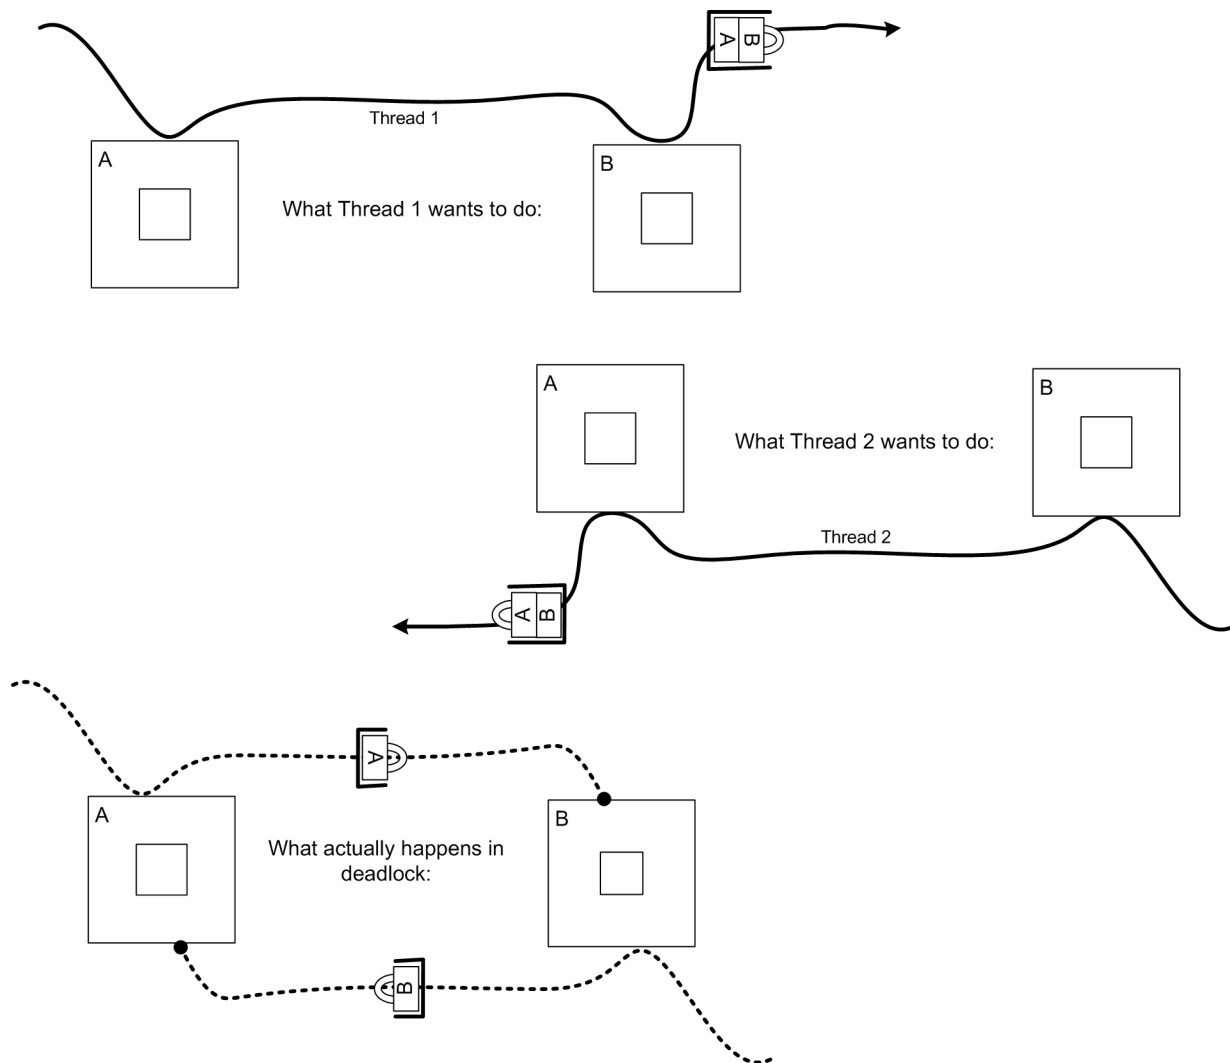 A B
Thread 1
A
B
What Thread 1 wants to do:
A
B
What Thread 2 wants to do:
Thread 2
A B
A
A
B
What actually happens in
deadlock:
B